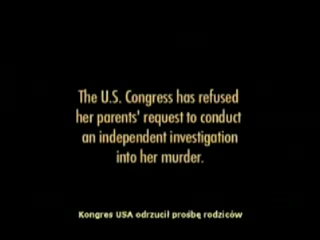 The U.S. Congress has refused
her parents' request to conduct
an independent investigation
into her murder.
Kongres USA odrzucił prośbę rodziców